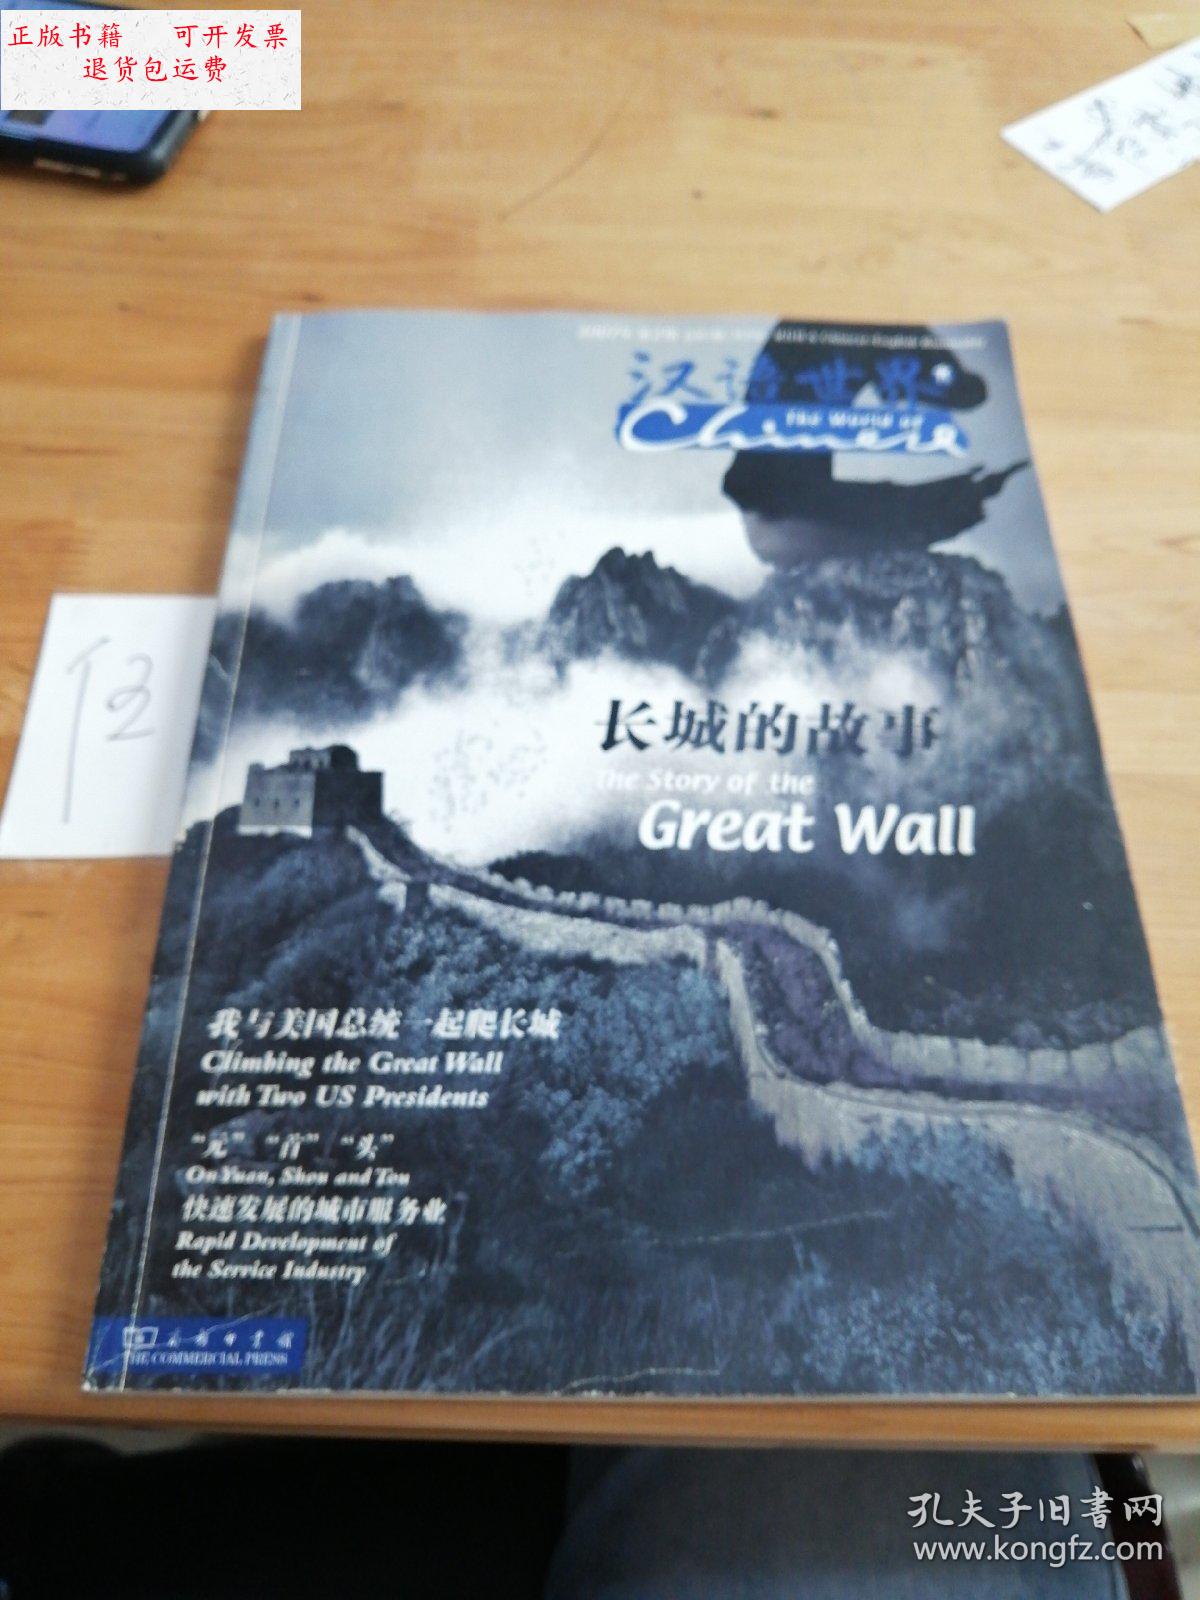 正版书籍 可开发票
退货包运费
汉语世界
The World of
Chinese
长城的故事
The Story of the
Great Wall
我与美国总统一起爬长城
Climbing the Great Wall
with Two US Presidents
“元” “首” “头”
On Yuan, Shou and Tou
快速发展的城市服务业
Rapid Development of
the Service Industry
商务印书馆
THE COMMERCIAL PRESS
孔夫子旧书网
www.kongfz.com